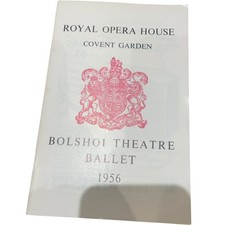 ROYAL OPERA HOUSE
COVENT GARDEN
BOLSHOI THEATRE
BALLET
1956